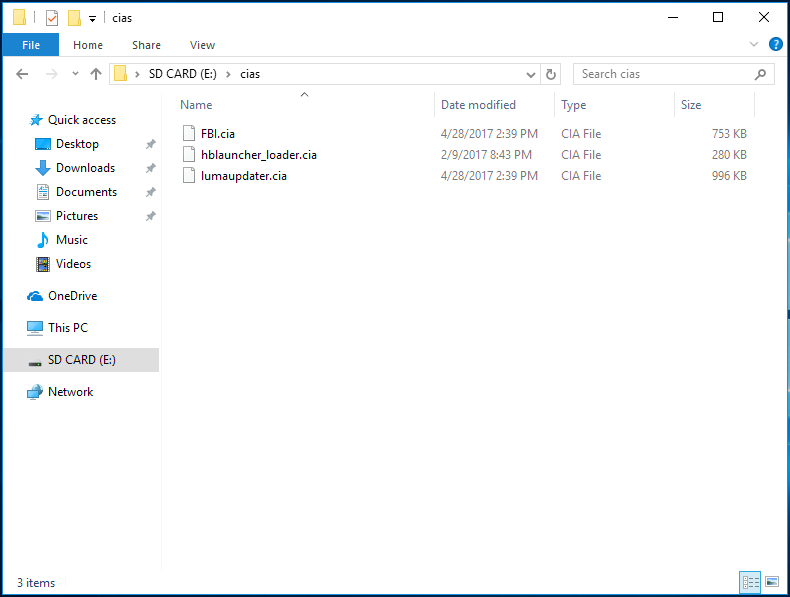 cias
File Home Share View
SD CARD (E:) cias
Search cias
Name Date modified Type Size
Quick access
Desktop
Downloads
Documents
Pictures
Music
Videos
OneDrive
This PC
SD CARD (E:)
Network
FBI.cia 4/28/2017 2:39 PM CIA File 753 KB
hblauncher_loader.cia 2/9/2017 8:43 PM CIA File 280 KB
lumaupdater.cia 4/28/2017 2:39 PM CIA File 996 KB
3 items